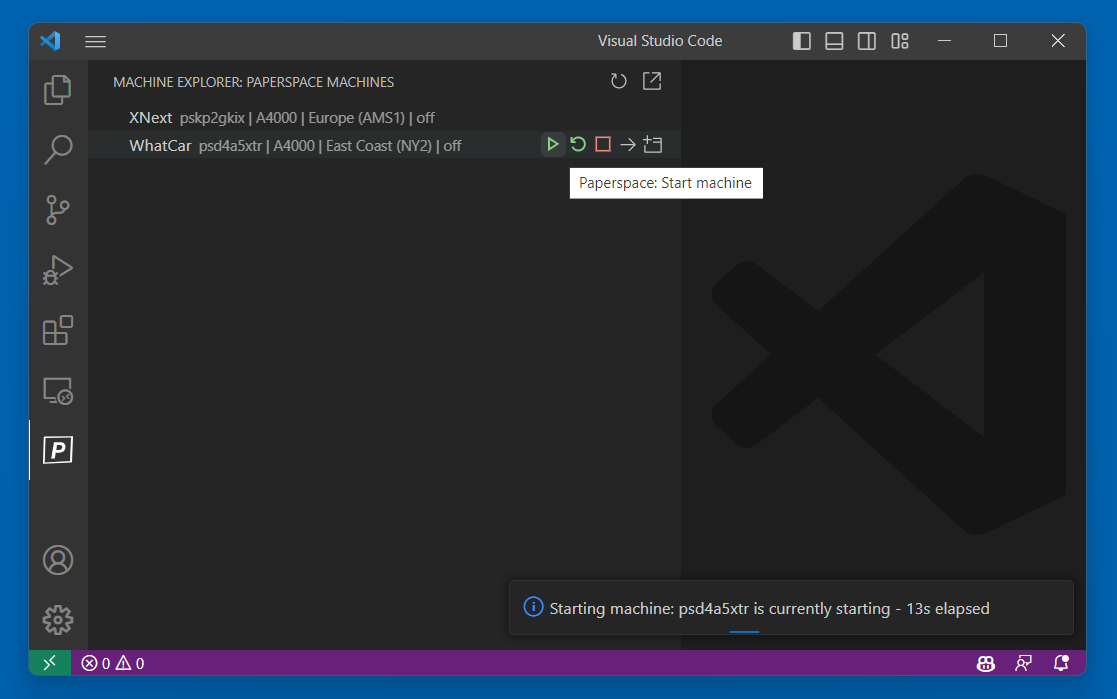 Visual Studio Code
MACHINE EXPLORER: PAPERSPACE MACHINES
XNext pskp2gkix | A4000 | Europe (AMS1) | off
WhatCar psd4a5xtr | A4000 | East Coast (NY2) | off
Paperspace: Start machine
P
Starting machine: psd4a5xtr is currently starting - 13s elapsed
0 0